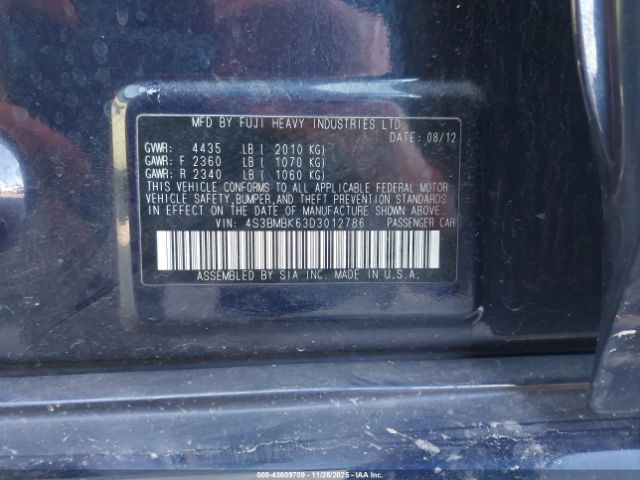 MFD BY FUJI HEAVY INDUSTRIES LTD.
DATE: 08/12
GVWR: 4435 LB ( 2010 KG)
GAWR: F 2360 LB ( 1070 KG)
GAWR: R 2340 LB ( 1060 KG)
THIS VEHICLE CONFORMS TO ALL APPLICABLE FEDERAL MOTOR
VEHICLE SAFETY, BUMPER, AND THEFT PREVENTION STANDARDS
IN EFFECT ON THE DATE OF MANUFACTURE SHOWN ABOVE.
VIN: 4S3BMBK63D3012786 PASSENGER CAR
ASSEMBLED BY SIA INC. MADE IN U.S.A.
000-43809709 | 11/28/2025 | IAAI.COM